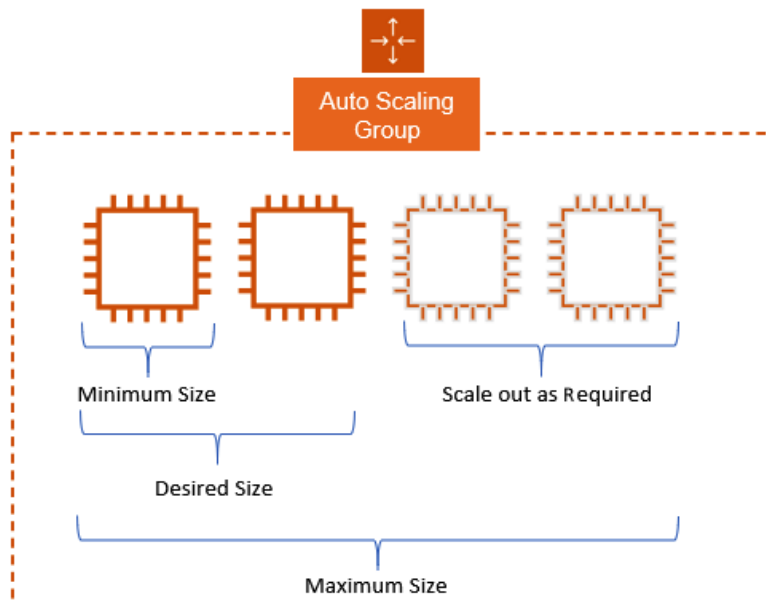 Auto Scaling
Group
Minimum Size
Scale out as Required
Desired Size
Maximum Size